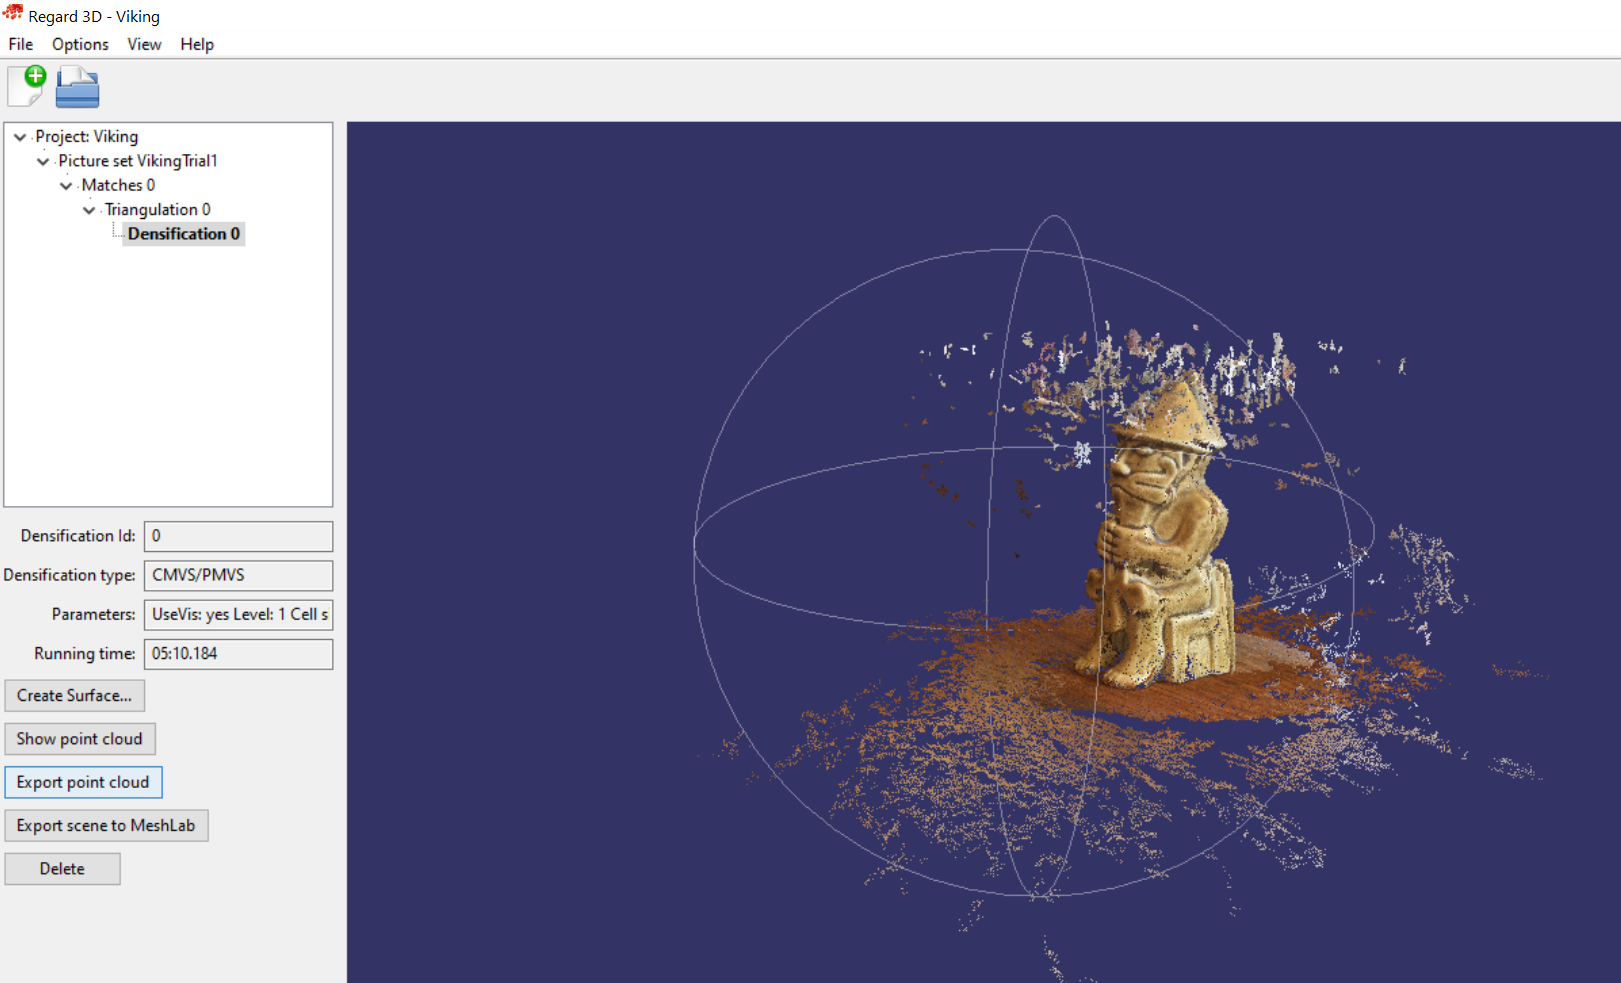 Regard 3D - Viking
File Options View Help
Project: Viking
Picture set VikingTrial1
Matches 0
Triangulation 0
Densification 0
Densification Id: 0
Densification type: CMVS/PMVS
Parameters: UseVis: yes Level: 1 Cell s
Running time: 05:10.184
Create Surface...
Show point cloud
Export point cloud
Export scene to MeshLab
Delete